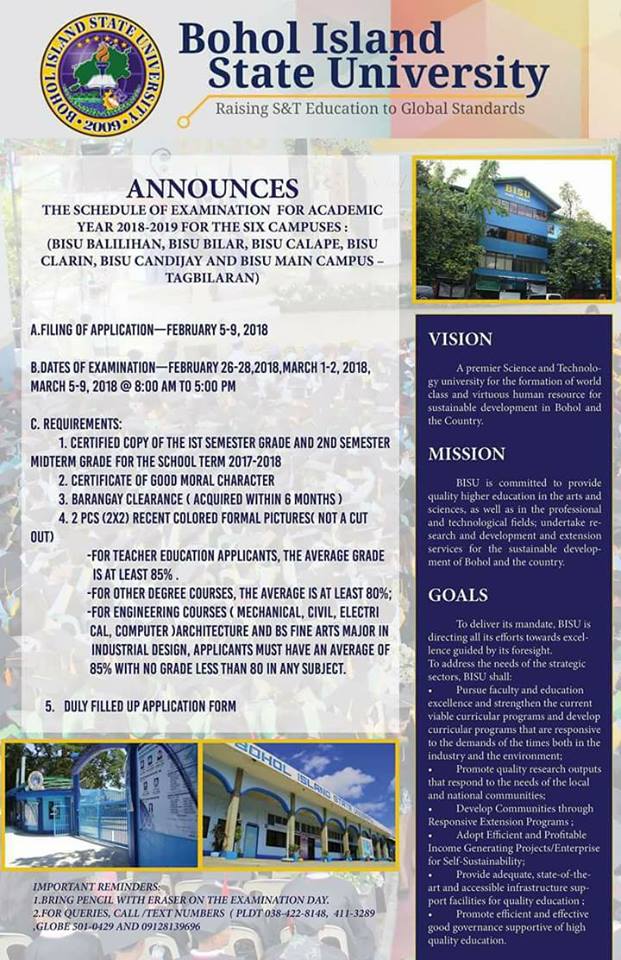 BOHOL ISLAND STATE UNIVERSITY
• 2009 •
Bohol Island
State University
Raising S&T Education to Global Standards
ANNOUNCES
THE SCHEDULE OF EXAMINATION FOR ACADEMIC
YEAR 2018-2019 FOR THE SIX CAMPUSES :
(BISU BALILIHAN, BISU BILAR, BISU CALAPE, BISU
CLARIN, BISU CANDIJAY AND BISU MAIN CAMPUS –
TAGBILARAN)
A.FILING OF APPLICATION—FEBRUARY 5-9, 2018
B.DATES OF EXAMINATION—FEBRUARY 26-28,2018,MARCH 1-2, 2018,
MARCH 5-9, 2018 @ 8:00 AM TO 5:00 PM
C. REQUIREMENTS:
1. CERTIFIED COPY OF THE IST SEMESTER GRADE AND 2ND SEMESTER
MIDTERM GRADE FOR THE SCHOOL TERM 2017-2018
2. CERTIFICATE OF GOOD MORAL CHARACTER
3. BARANGAY CLEARANCE ( ACQUIRED WITHIN 6 MONTHS )
4. 2 PCS (2X2) RECENT COLORED FORMAL PICTURES( NOT A CUT
OUT)
-FOR TEACHER EDUCATION APPLICANTS, THE AVERAGE GRADE
IS AT LEAST 85% .
-FOR OTHER DEGREE COURSES, THE AVERAGE IS AT LEAST 80%;
-FOR ENGINEERING COURSES ( MECHANICAL, CIVIL, ELECTRI
CAL, COMPUTER )ARCHITECTURE AND BS FINE ARTS MAJOR IN
INDUSTRIAL DESIGN, APPLICANTS MUST HAVE AN AVERAGE OF
85% WITH NO GRADE LESS THAN 80 IN ANY SUBJECT.
5. DULY FILLED UP APPLICATION FORM
BOHOL ISLAND STATE
IMPORTANT REMINDERS:
1.BRING PENCIL WITH ERASER ON THE EXAMINATION DAY.
2.FOR QUERIES, CALL /TEXT NUMBERS ( PLDT 038-422-8148, 411-3289
,GLOBE 501-0429 AND 09128139696
BISU
VISION
A premier Science and Technolo-
gy university for the formation of world
class and virtuous human resource for
sustainable development in Bohol and
the Country.
MISSION
BISU is committed to provide
quality higher education in the arts and
sciences, as well as in the professional
and technological fields; undertake re-
search and development and extension
services for the sustainable develop-
ment of Bohol and the country.
GOALS
To deliver its mandate, BISU is
directing all its efforts towards excel-
lence guided by its foresight.
To address the needs of the strategic
sectors, BISU shall:
• Pursue faculty and education
excellence and strengthen the current
viable curricular programs and develop
curricular programs that are responsive
to the demands of the times both in the
industry and the environment;
• Promote quality research outputs
that respond to the needs of the local
and national communities;
• Develop Communities through
Responsive Extension Programs ;
• Adopt Efficient and Profitable
Income Generating Projects/Enterprise
for Self-Sustainability;
• Provide adequate, state-of-the-
art and accessible infrastructure sup-
port facilities for quality education ;
• Promote efficient and effective
good governance supportive of high
quality education.